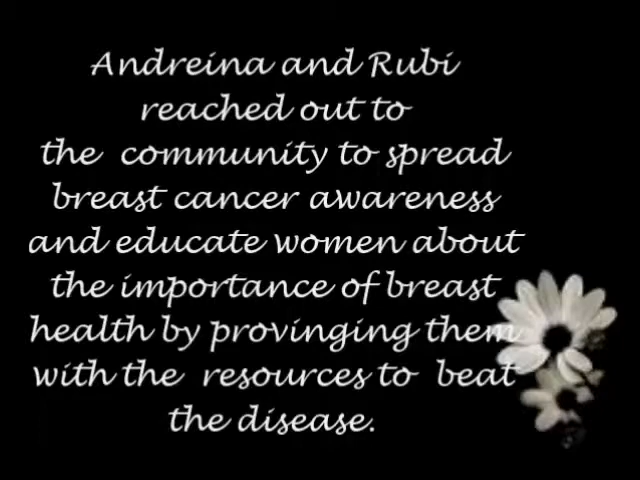 Andreina and Rubi
reached out to
the community to spread
breast cancer awareness
and educate women about
the importance of breast
health by provinging them
with the resources to beat
the disease.